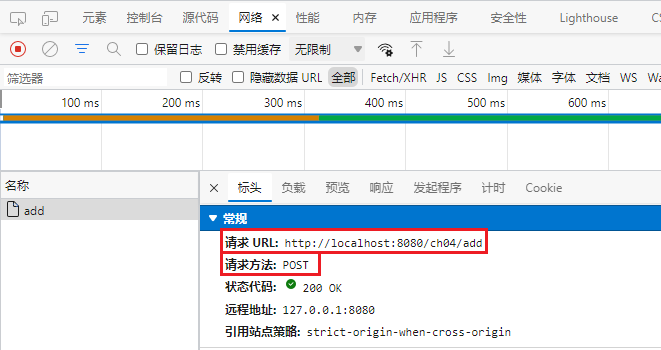 元素 控制台 源代码 网络 × 性能 内存 应用程序 安全性 Lighthouse CS
保留日志 禁用缓存 无限制
筛选器 反转 隐藏数据 URL 全部 Fetch/XHR JS CSS Img 媒体 字体 文档 WS Wa
100 ms 200 ms 300 ms 400 ms 500 ms 600 ms
名称 × 标头 负载 预览 响应 发起程序 计时 Cookie
add
▼ 常规
请求 URL: http://localhost:8080/ch04/add
请求方法: POST
状态代码: 200 OK
远程地址: 127.0.0.1:8080
引用站点策略: strict-origin-when-cross-origin